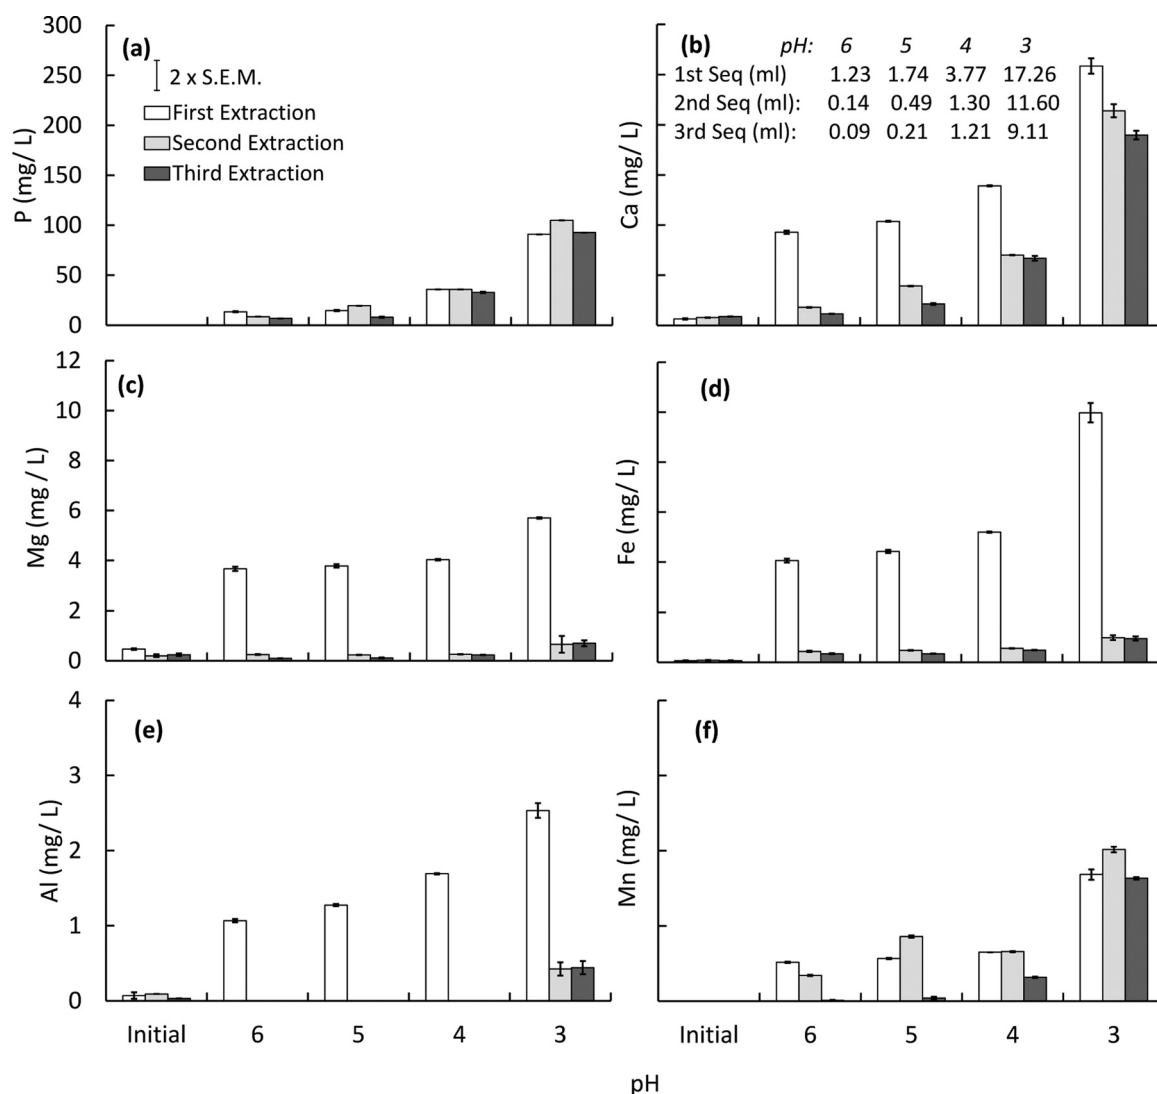 300
250
200
150
100
50
0
P (mg/ L)
(a)
2 x S.E.M.
First Extraction
Second Extraction
Third Extraction
Ca (mg/ L)
(b) pH: 6 5 4 3
1st Seq (ml) 1.23 1.74 3.77 17.26
2nd Seq (ml): 0.14 0.49 1.30 11.60
3rd Seq (ml): 0.09 0.21 1.21 9.11
12
10
8
6
4
2
0
Mg (mg / L)
(c)
Fe (mg/ L)
(d)
4
3
2
1
0
Al (mg/ L)
(e)
Initial 6 5 4 3
Mn (mg/ L)
(f)
Initial 6 5 4 3
pH